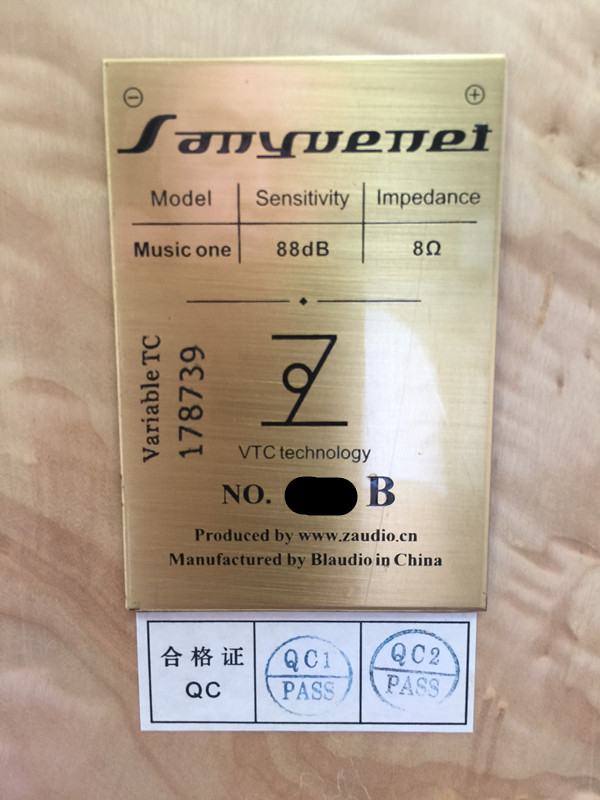 Sanyuenet
Model Sensitivity Impedance
Music one 88dB 8Ω
Variable TC
178739
VTC technology
NO. B
Produced by www.zaudio.cn
Manufactured by Blaudio in China
合格证
QC
QC1
PASS
QC2
PASS